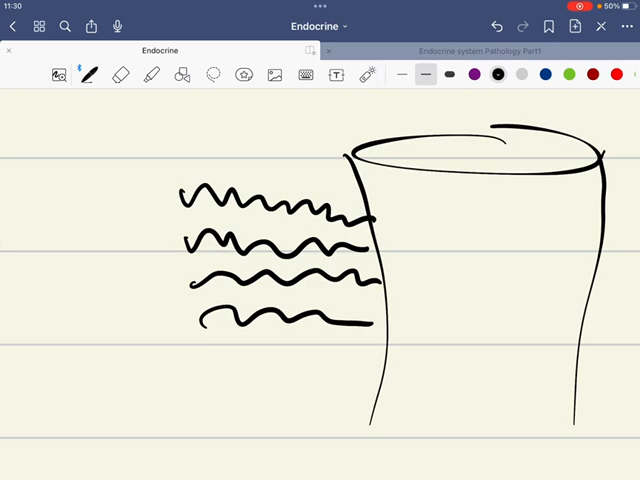 11:30
50%
Endocrine
Endocrine
Endocrine system Pathology Part1
T